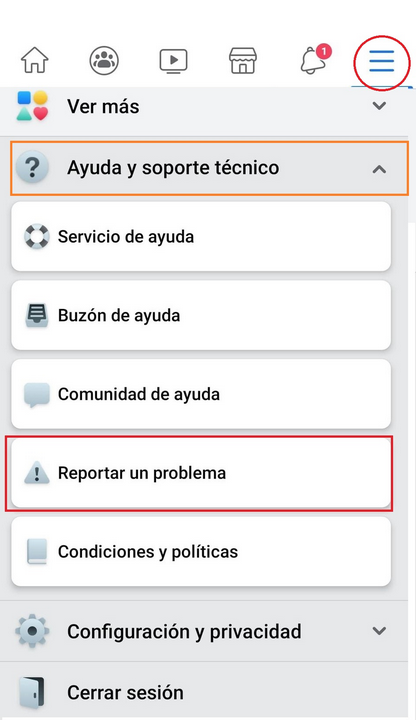 1
Ver más
Ayuda y soporte técnico
Servicio de ayuda
Buzón de ayuda
Comunidad de ayuda
Reportar un problema
Condiciones y políticas
Configuración y privacidad
Cerrar sesión